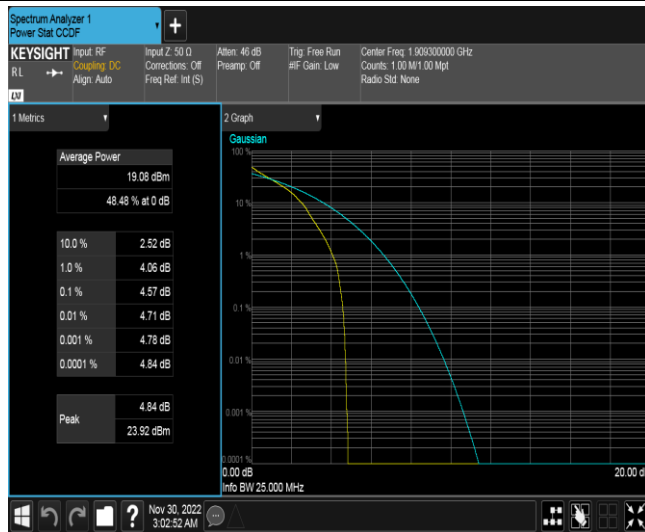 Spectrum Analyzer 1
Power Stat CCDF
+
KEYSIGHT
RL
LXI
Input: RF
Coupling: DC
Align: Auto
Input Z: 50 Ω
Corrections: Off
Freq Ref: Int (S)
Atten: 46 dB
Preamp: Off
Trig: Free Run
#IF Gain: Low
Center Freq: 1.909300000 GHz
Counts: 1.00 M/1.00 Mpt
Radio Std: None
1 Metrics
Average Power
19.08 dBm
48.48 % at 0 dB
10.0 % 2.52 dB
1.0 % 4.06 dB
0.1 % 4.57 dB
0.01 % 4.71 dB
0.001 % 4.78 dB
0.0001 % 4.84 dB
Peak
4.84 dB
23.92 dBm
2 Graph
Gaussian
100 %
10 %
1 %
0.1 %
0.01 %
0.001 %
0.0001 %
0.00 dB
20.00 d
Info BW 25.000 MHz
?
Nov 30, 2022
3:02:52 AM